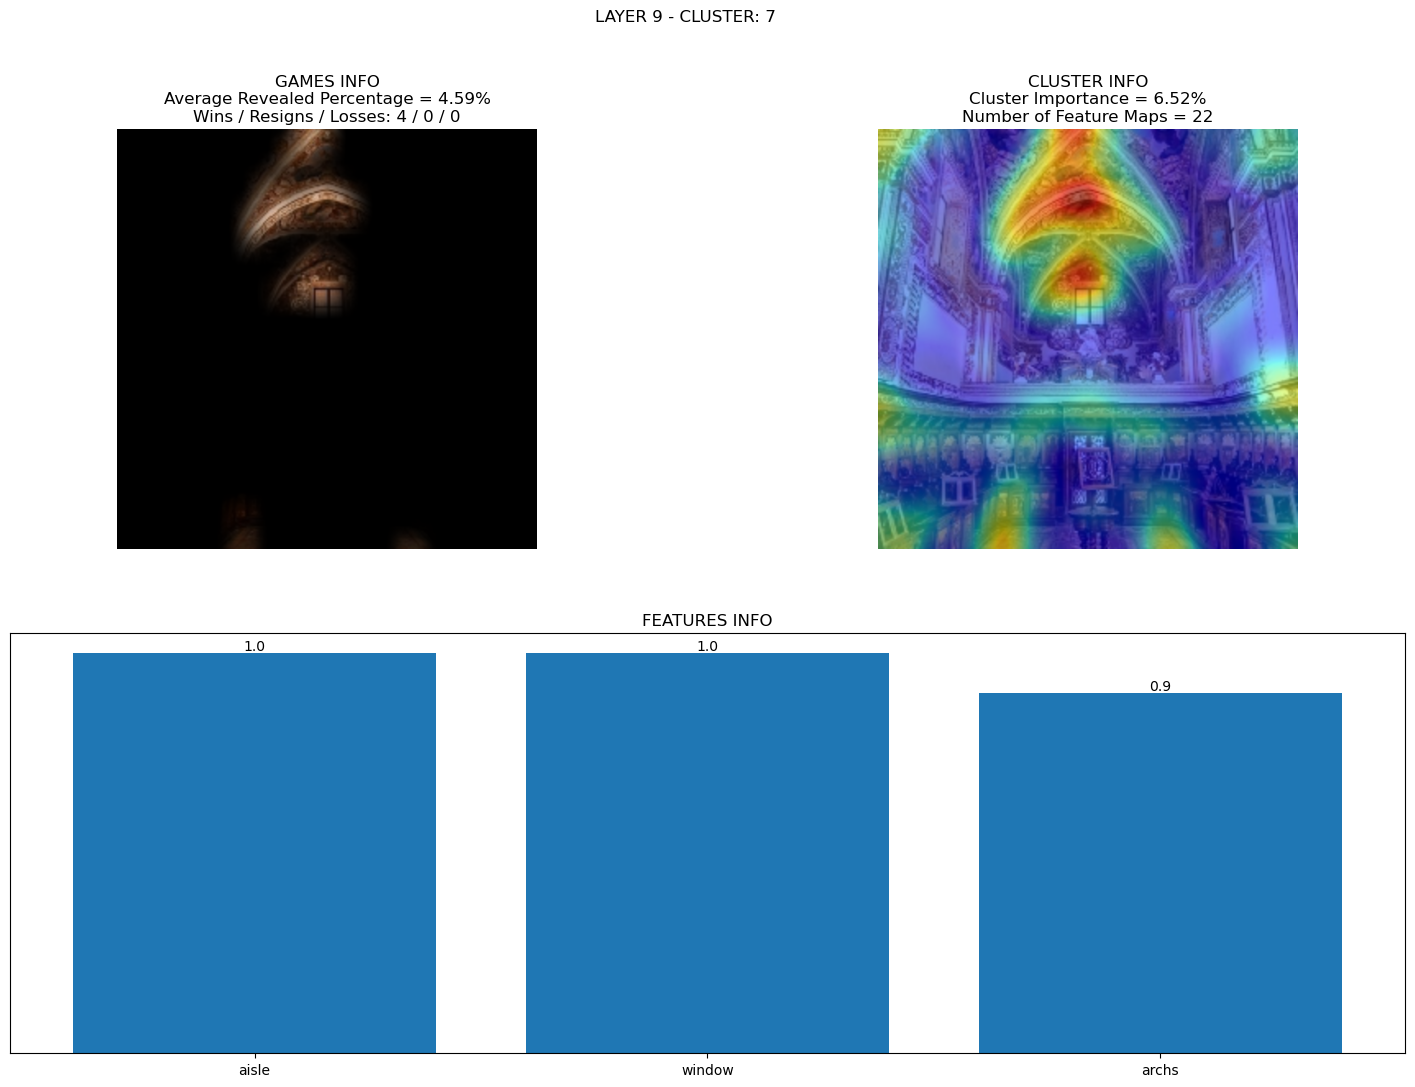 LAYER 9 - CLUSTER: 7
GAMES INFO
Average Revealed Percentage = 4.59%
Wins / Resigns / Losses: 4 / 0 / 0
CLUSTER INFO
Cluster Importance = 6.52%
Number of Feature Maps = 22
FEATURES INFO
1.0
1.0
0.9
aisle
window
archs